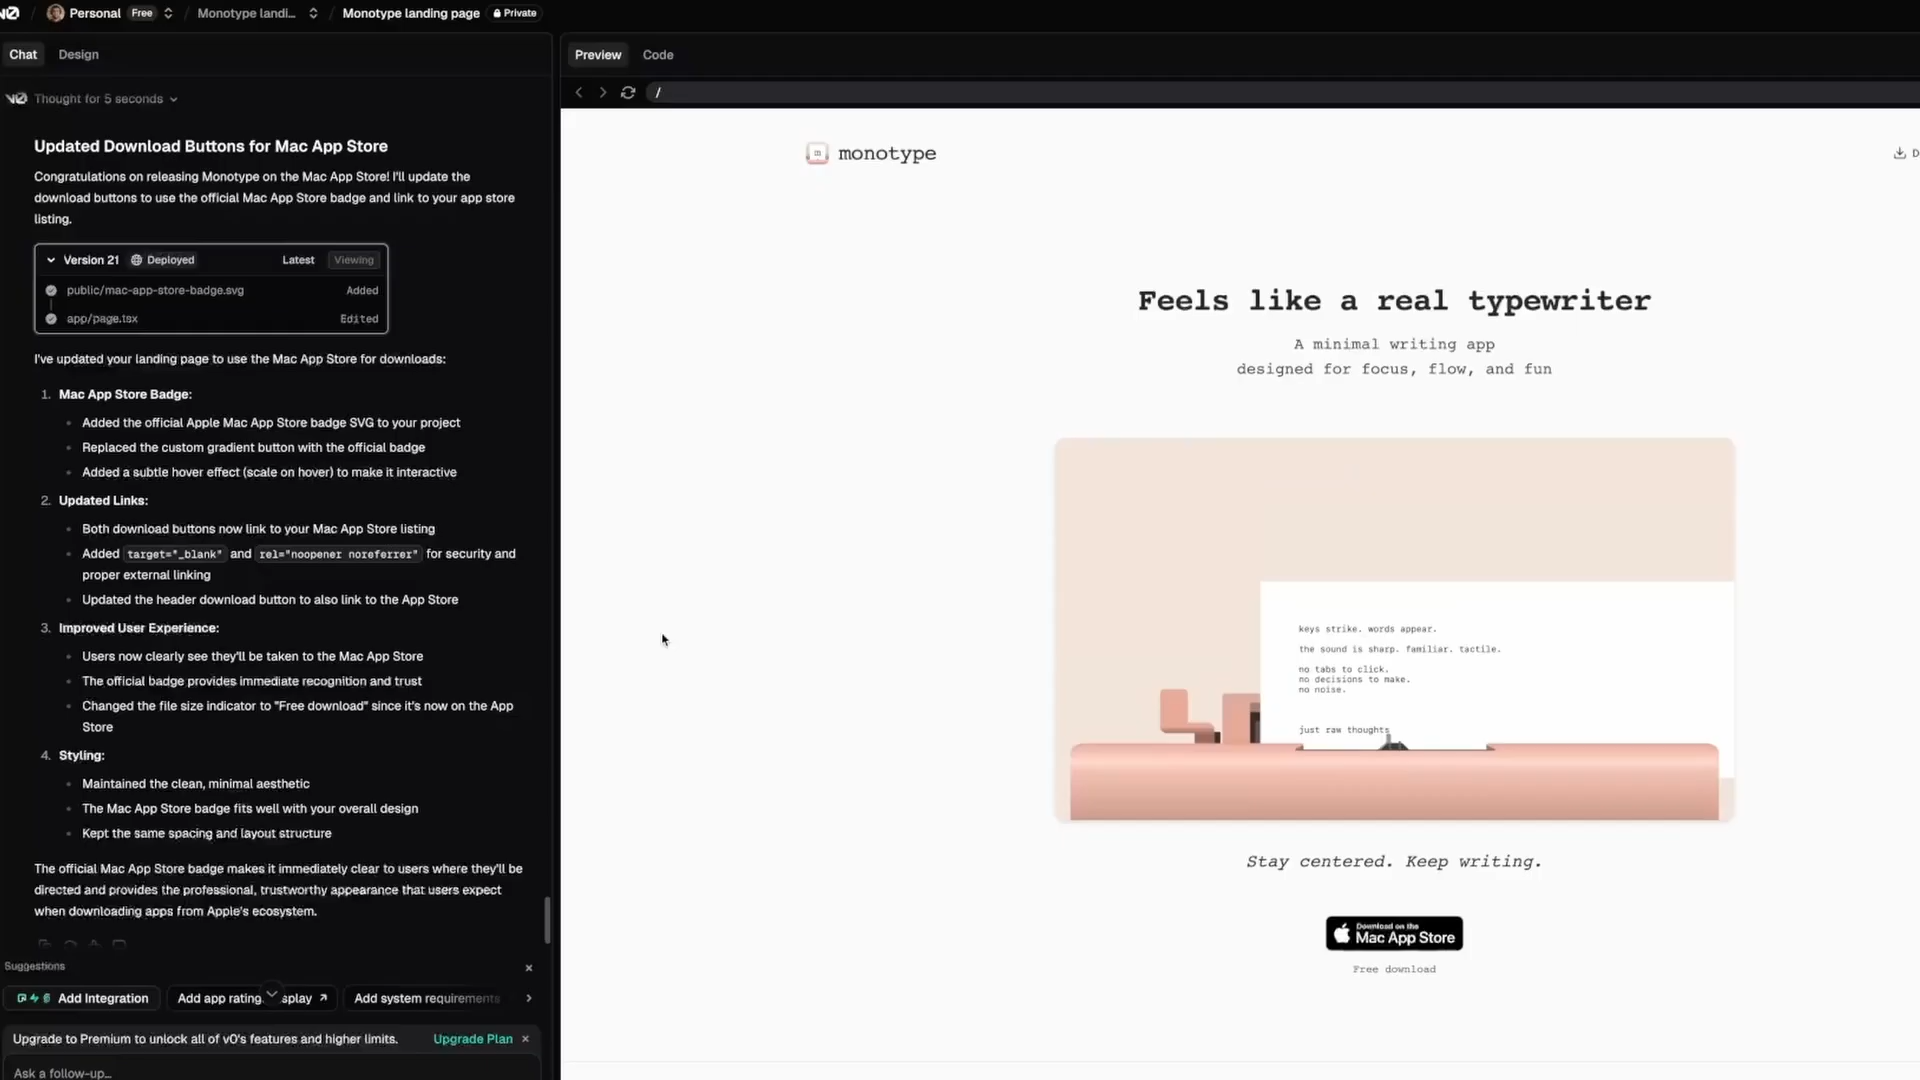 v0 / Personal Free / Monotype landi... / Monotype landing page Private
Chat Design
v0 Thought for 5 seconds
Updated Download Buttons for Mac App Store
Congratulations on releasing Monotype on the Mac App Store! I'll update the
download buttons to use the official Mac App Store badge and link to your app store
listing.
Version 21 Deployed Latest Viewing
public/mac-app-store-badge.svg Added
app/page.tsx Edited
I've updated your landing page to use the Mac App Store for downloads:
1. Mac App Store Badge:
• Added the official Apple Mac App Store badge SVG to your project
• Replaced the custom gradient button with the official badge
• Added a subtle hover effect (scale on hover) to make it interactive
2. Updated Links:
• Both download buttons now link to your Mac App Store listing
• Added target="_blank" and rel="noopener noreferrer" for security and
proper external linking
• Updated the header download button to also link to the App Store
3. Improved User Experience:
• Users now clearly see they'll be taken to the Mac App Store
• The official badge provides immediate recognition and trust
• Changed the file size indicator to "Free download" since it's now on the App
Store
4. Styling:
• Maintained the clean, minimal aesthetic
• The Mac App Store badge fits well with your overall design
• Kept the same spacing and layout structure
The official Mac App Store badge makes it immediately clear to users where they'll be
directed and provides the professional, trustworthy appearance that users expect
when downloading apps from Apple's ecosystem.
Suggestions
Add Integration Add app rating splay Add system requirements
Upgrade to Premium to unlock all of v0's features and higher limits. Upgrade Plan
Ask a follow-up...
Preview Code
/
monotype
D
Feels like a real typewriter
A minimal writing app
designed for focus, flow, and fun
keys strike. words appear.
the sound is sharp. familiar. tactile.
no tabs to click.
no decisions to make.
no noise.
just raw thoughts
Stay centered. Keep writing.
Download on the
Mac App Store
Free download